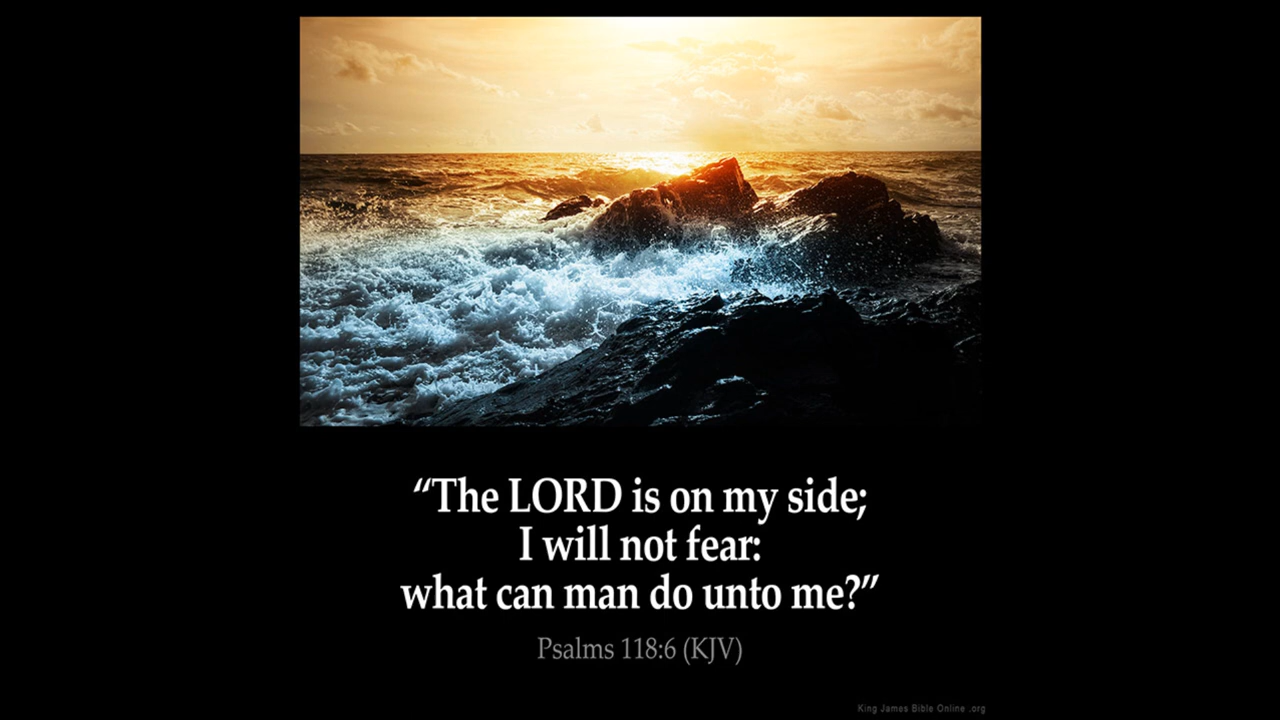 “The LORD is on my side;
I will not fear:
what can man do unto me?”
Psalms 118:6 (KJV)
King James Bible Online .org